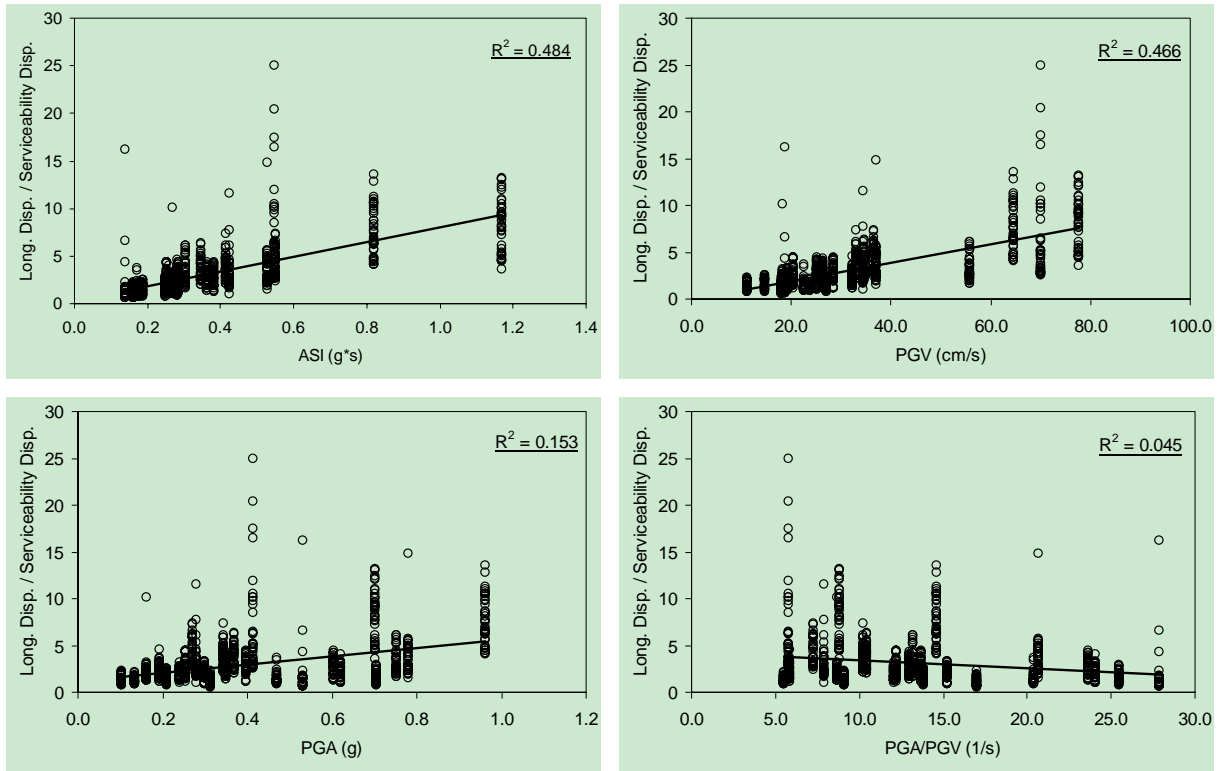 30
25
20
15
10
5
0
Long. Disp. / Serviceability Disp.
R² = 0.484
0.0 0.2 0.4 0.6 0.8 1.0 1.2 1.4
ASI (g*s)
30
25
20
15
10
5
0
Long. Disp. / Serviceability Disp.
R² = 0.466
0.0 20.0 40.0 60.0 80.0 100.0
PGV (cm/s)
30
25
20
15
10
5
0
Long. Disp. / Serviceability Disp.
R² = 0.153
0.0 0.2 0.4 0.6 0.8 1.0 1.2
PGA (g)
30
25
20
15
10
5
0
Long. Disp. / Serviceability Disp.
R² = 0.045
0.0 5.0 10.0 15.0 20.0 25.0 30.0
PGA/PGV (1/s)